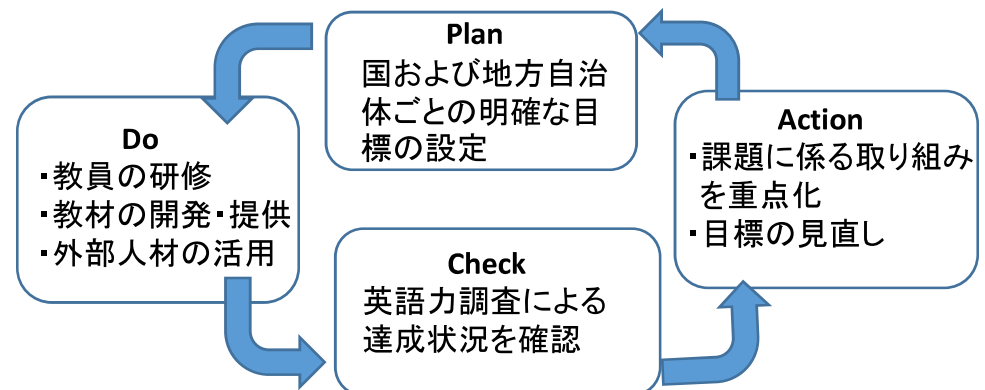 Plan
国および地方自治
体ごとの明確な目
標の設定
Do
・教員の研修
・教材の開発・提供
・外部人材の活用
Check
英語力調査による
達成状況を確認
Action
・課題に係る取り組み
を重点化
・目標の見直し